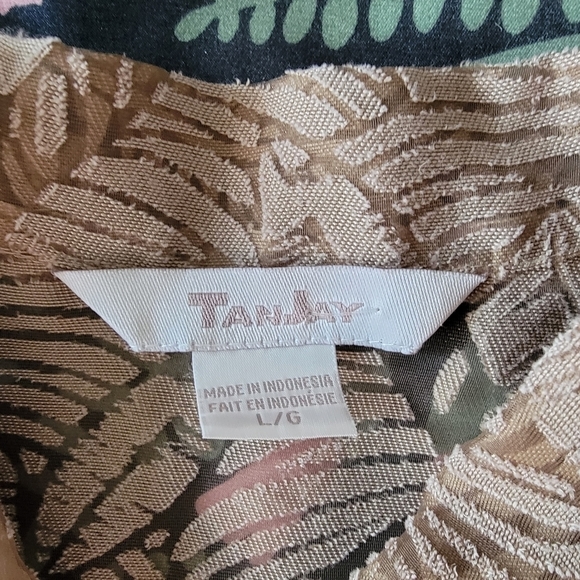 TANJAY
MADE IN INDONESIA
FAIT EN INDONÉSIE
L/G